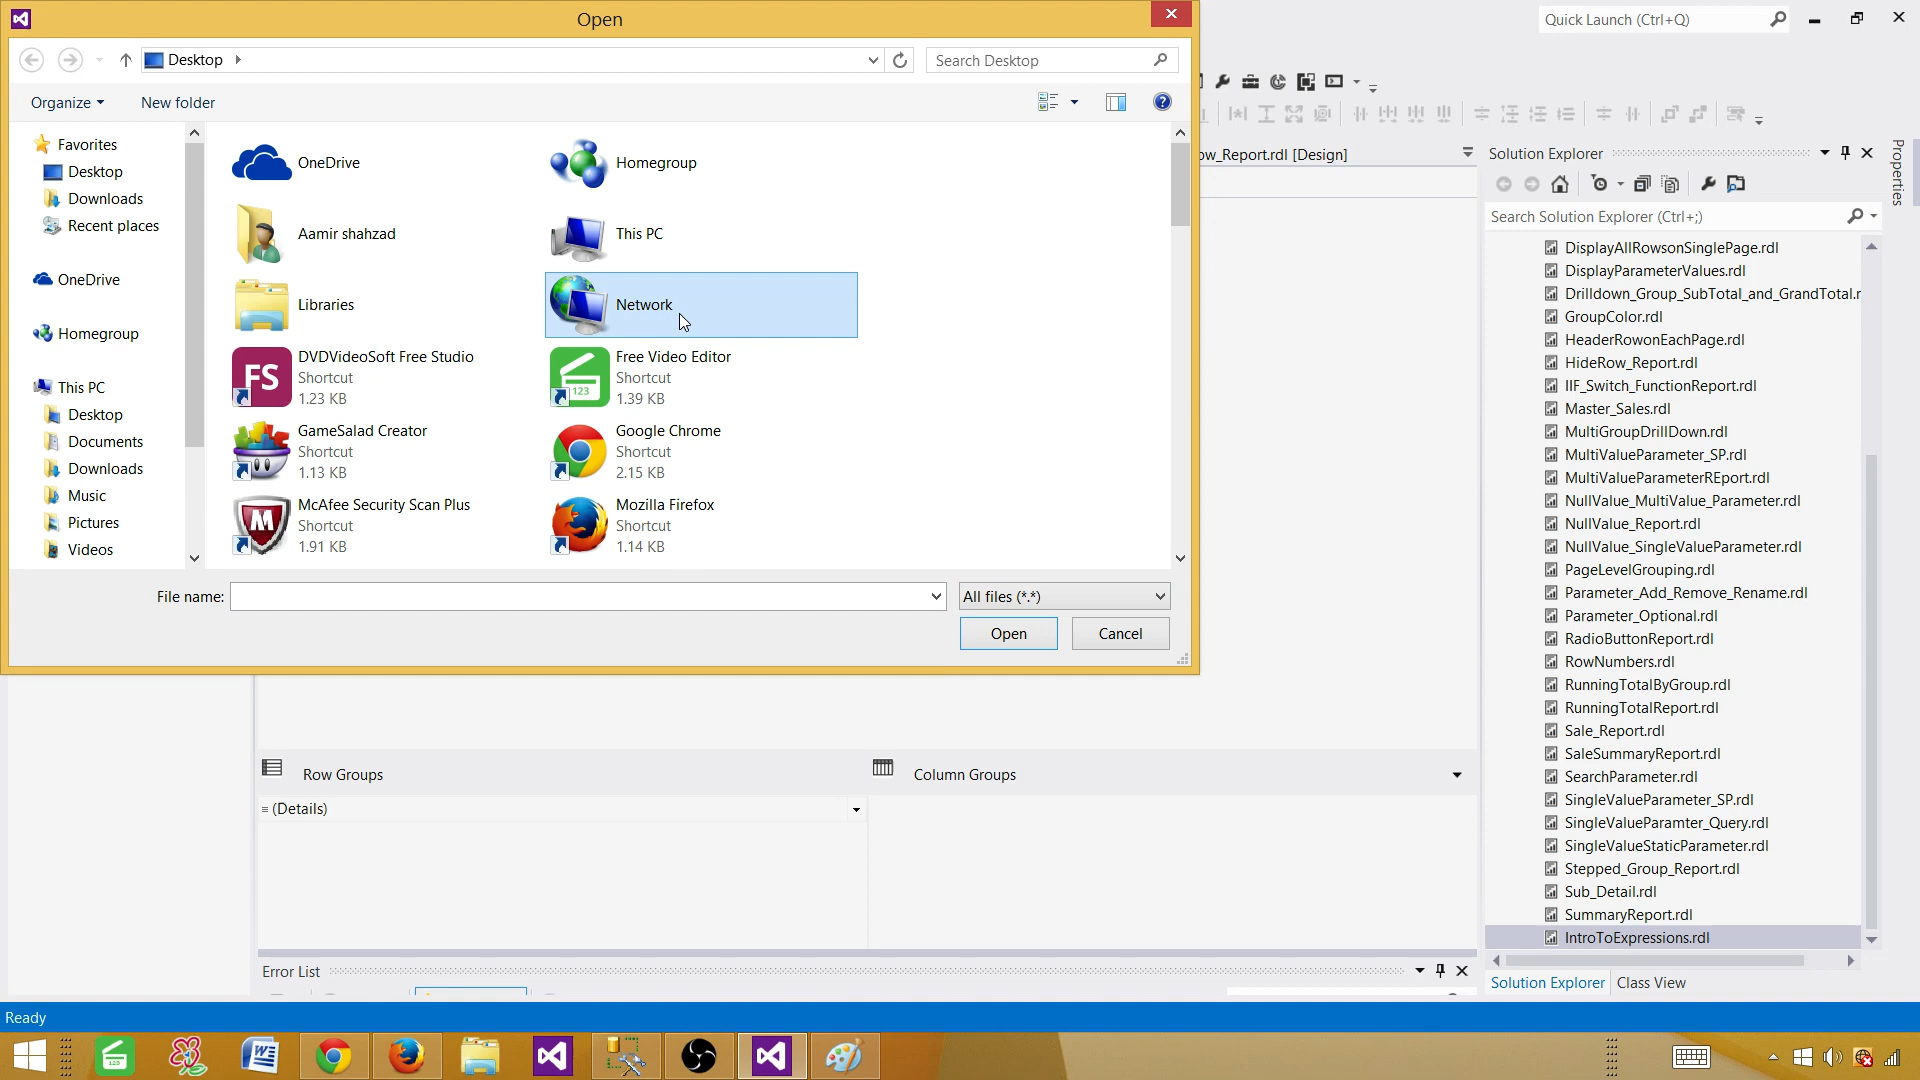 Open
Quick Launch (Ctrl+Q)
Desktop
Search Desktop
Organize
New folder
Favorites
Desktop
Downloads
Recent places
OneDrive
Homegroup
This PC
Desktop
Documents
Downloads
Music
Pictures
Videos
OneDrive
Homegroup
Aamir shahzad
This PC
Libraries
Network
DVDVideoSoft Free Studio
Shortcut
1.23 KB
Free Video Editor
Shortcut
1.39 KB
GameSalad Creator
Shortcut
1.13 KB
Google Chrome
Shortcut
2.15 KB
McAfee Security Scan Plus
Shortcut
1.91 KB
Mozilla Firefox
Shortcut
1.14 KB
File name:
All files (*.*)
Open
Cancel
ow_Report.rdl [Design]
Solution Explorer
Properties
Search Solution Explorer (Ctrl+;)
DisplayAllRowsonSinglePage.rdl
DisplayParameterValues.rdl
Drilldown_Group_SubTotal_and_GrandTotal.r
GroupColor.rdl
HeaderRowonEachPage.rdl
HideRow_Report.rdl
IIF_Switch_FunctionReport.rdl
Master_Sales.rdl
MultiGroupDrillDown.rdl
MultiValueParameter_SP.rdl
MultiValueParameterREport.rdl
NullValue_MultiValue_Parameter.rdl
NullValue_Report.rdl
NullValue_SingleValueParameter.rdl
PageLevelGrouping.rdl
Parameter_Add_Remove_Rename.rdl
Parameter_Optional.rdl
RadioButtonReport.rdl
RowNumbers.rdl
RunningTotalByGroup.rdl
RunningTotalReport.rdl
Sale_Report.rdl
SaleSummaryReport.rdl
SearchParameter.rdl
SingleValueParameter_SP.rdl
SingleValueParamter_Query.rdl
SingleValueStaticParameter.rdl
Stepped_Group_Report.rdl
Sub_Detail.rdl
SummaryReport.rdl
IntroToExpressions.rdl
Solution Explorer
Class View
Row Groups
Column Groups
(Details)
Error List
Ready